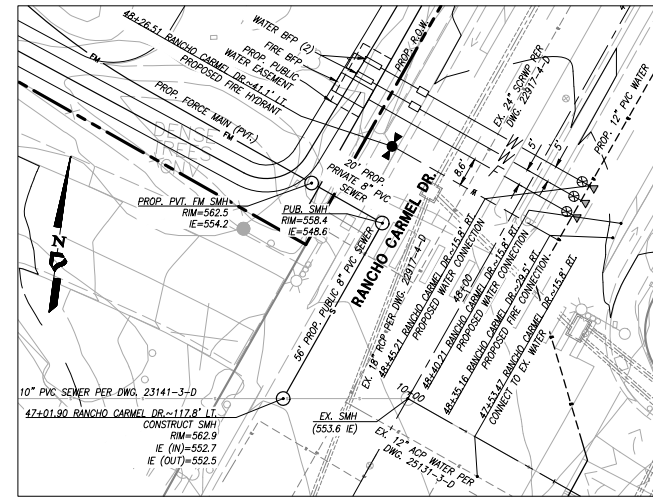 WATER BFP (2)
FIRE BFP
PROP. PUBLIC
WATER EASEMENT
48+26.51 RANCHO CARMEL DR.~41.1' LT.
PROPOSED FIRE HYDRANT
PROP. FORCE MAIN (PVT.)
FM
FM
DENSE
TREES
CNV
PROP. R.O.W.
EX. 24" SCRWP PER
DWG. 22917-4-D
PROP. 12" PVC WATER
5'
5'
8.6'
20' PROP
PRIVATE 8" PVC
SEWER
RANCHO CARMEL DR.
PROP. PVT. FM SMH
RIM=562.5
IE=554.2
PUB. SMH
RIM=558.4
IE=548.6
56' PROP. PUBLIC 8" PVC SEWER
S
EX. 18" RCP PER DWG. 22917-4-D
48+45.21 RANCHO CARMEL DR.~15.8' RT.
PROPOSED WATER CONNECTION
48+00
48+40.21 RANCHO CARMEL DR.~15.8' RT.
PROPOSED WATER CONNECTION
48+35.16 RANCHO CARMEL DR.~29.5' RT.
PROPOSED FIRE CONNECTION
47+53.47 RANCHO CARMEL DR.~15.8' RT.
CONNECT TO EX. WATER
10+00
10" PVC SEWER PER DWG. 23141-3-D
47+01.90 RANCHO CARMEL DR.~117.8' LT.
CONSTRUCT SMH
RIM=562.9
IE (IN)=552.7
IE (OUT)=552.5
EX. SMH
(553.6 IE)
EX. 12" ACP WATER PER
DWG. 25131-3-D